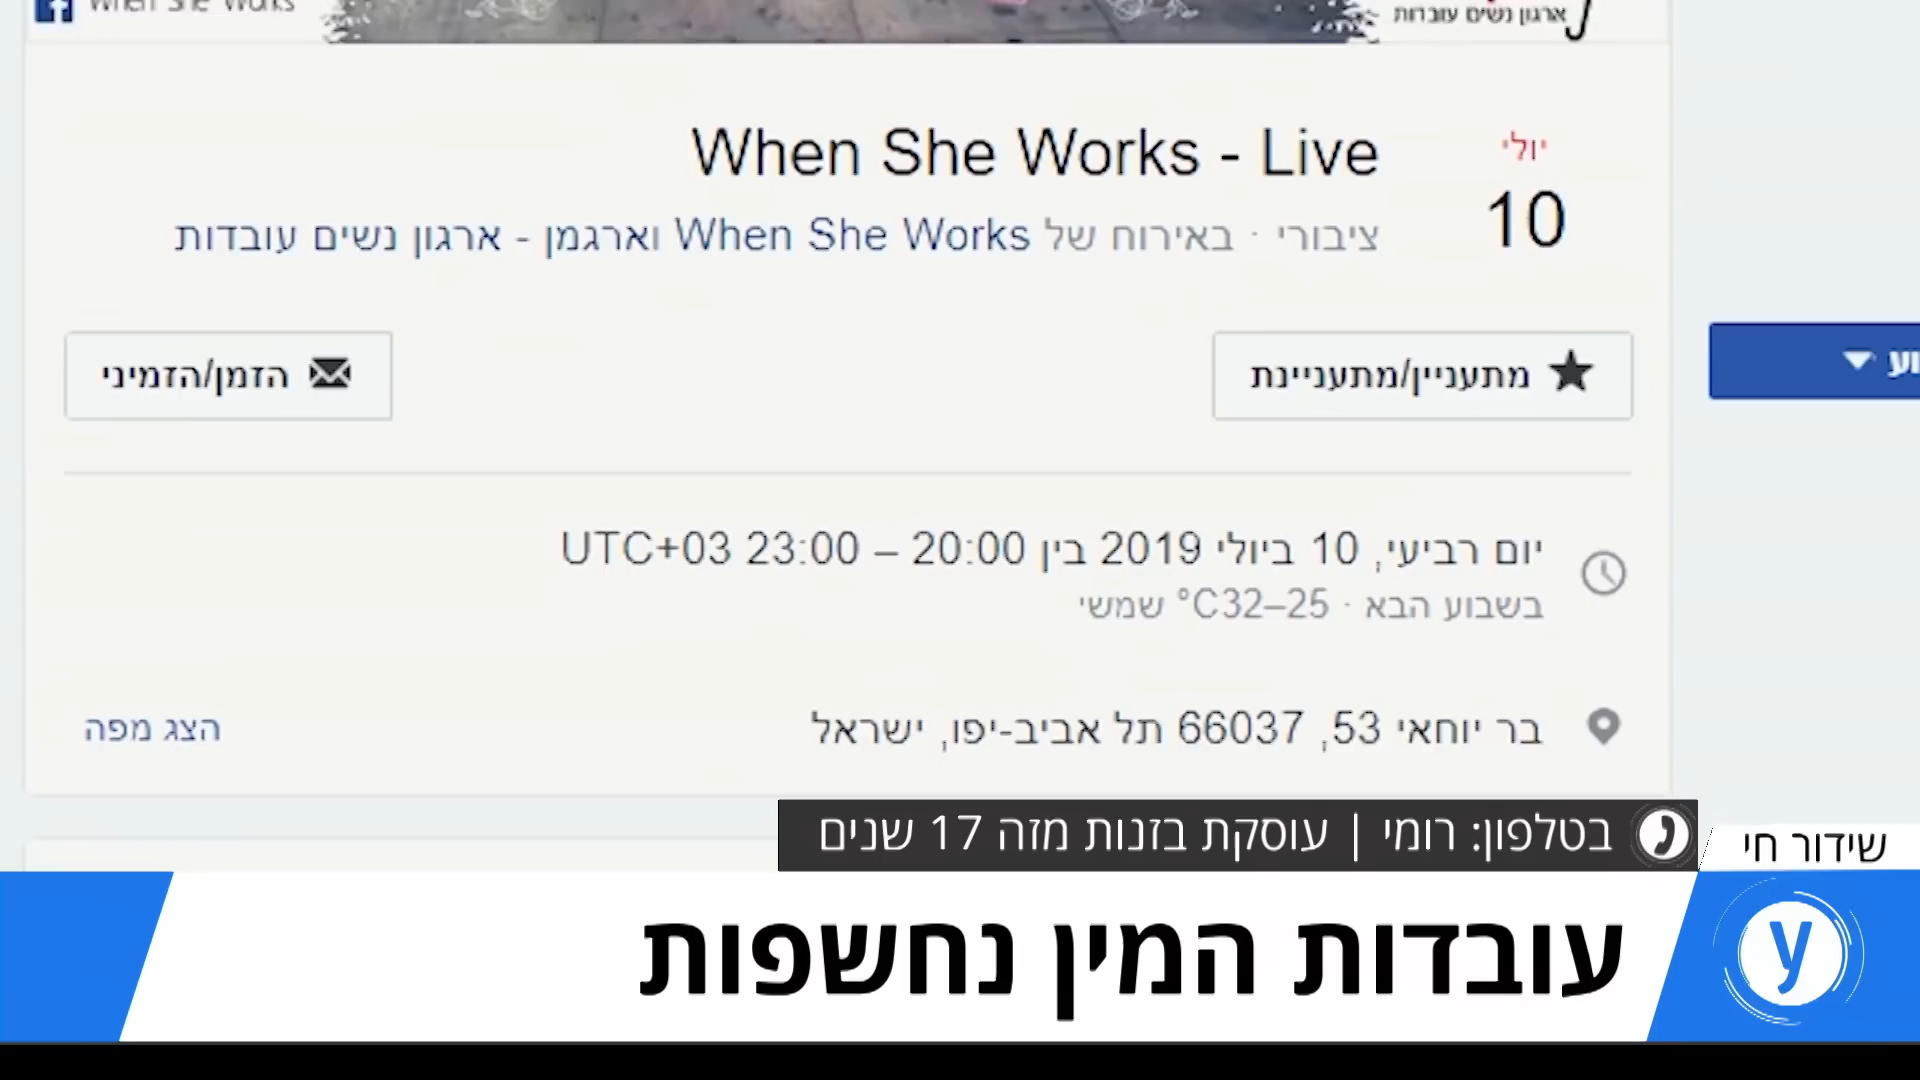 When She Works
ארגון נשים עובדות
יולי
10
When She Works - Live
ציבורי · באירוח של When She Works וארגמן - ארגון נשים עובדות
מתעניין/מתעניינת
הזמן/הזמיני
יום רביעי, 10 ביולי 2019 בין 20:00 – 23:00 UTC+03
בשבוע הבא · 25–32°C שמשי
בר יוחאי 53, 66037 תל אביב-יפו, ישראל
הצג מפה
בטלפון: רומי | עוסקת בזנות מזה 17 שנים
שידור חי
עובדות המין נחשפות
y